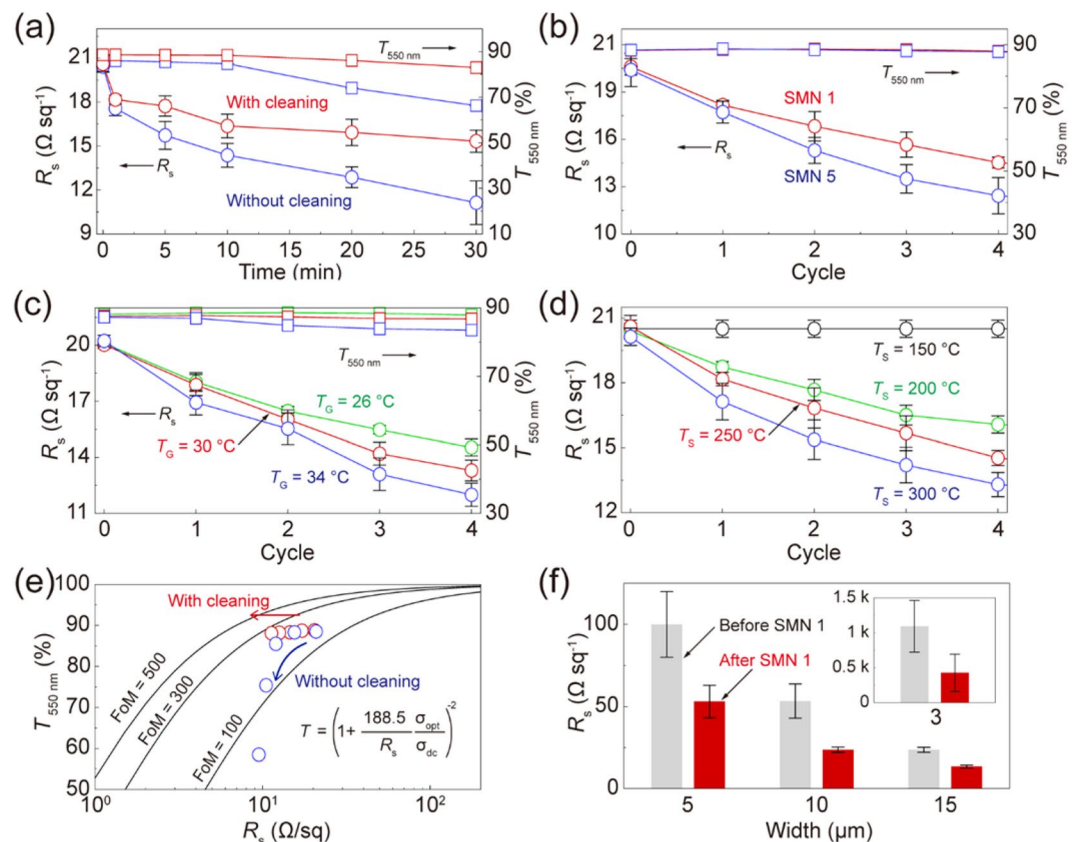 (a)
21
18
15
12
9
Rs (Ω sq⁻¹)
90
70
50
30
10
T550 nm (%)
T550 nm
With cleaning
Rs
Without cleaning
0 5 10 15 20 25 30
Time (min)
(b)
21
19
16
13
10
Rs (Ω sq⁻¹)
90
70
50
30
T550 nm (%)
T550 nm
SMN 1
Rs
SMN 5
0 1 2 3 4
Cycle
(c)
20
17
14
11
Rs (Ω sq⁻¹)
90
70
50
30
T550 nm (%)
T550 nm
Rs
TG = 26 °C
TG = 30 °C
TG = 34 °C
0 1 2 3 4
Cycle
(d)
21
18
15
12
Rs (Ω sq⁻¹)
TS = 150 °C
TS = 200 °C
TS = 250 °C
TS = 300 °C
0 1 2 3 4
Cycle
(e)
100
90
80
70
60
50
T550 nm (%)
With cleaning
Without cleaning
FoM = 500
FoM = 300
FoM = 100
T = (1+ 188.5/Rs σopt/σdc)⁻²
10⁰ 10¹ 10²
Rs (Ω/sq)
(f)
100
50
0
Rs (Ω sq⁻¹)
Before SMN 1
After SMN 1
1.5 k
1 k
0.5 k
0
3
5 10 15
Width (µm)